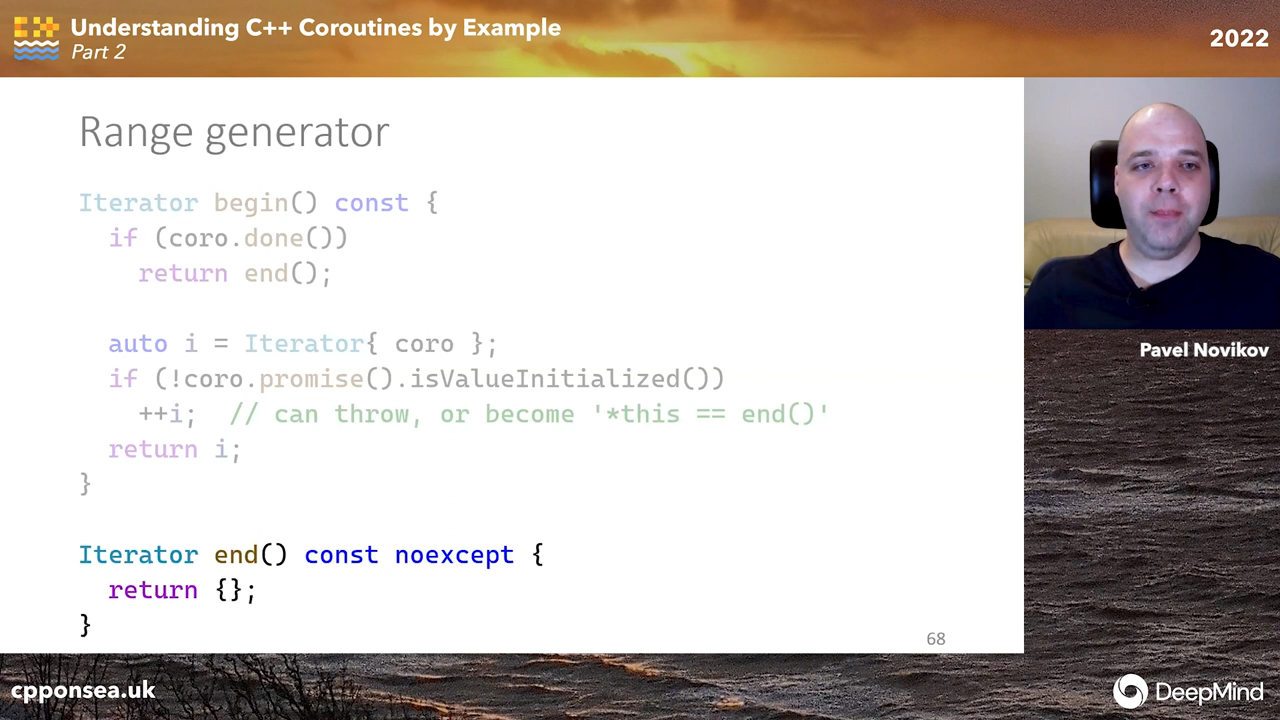 Understanding C++ Coroutines by Example
Part 2
2022
Range generator
Iterator begin() const {
if (coro.done())
return end();
auto i = Iterator{ coro };
if (!coro.promise().isValueInitialized())
++i; // can throw, or become '*this == end()'
return i;
}
Iterator end() const noexcept {
return {};
}
68
Pavel Novikov
cpponsea.uk
DeepMind